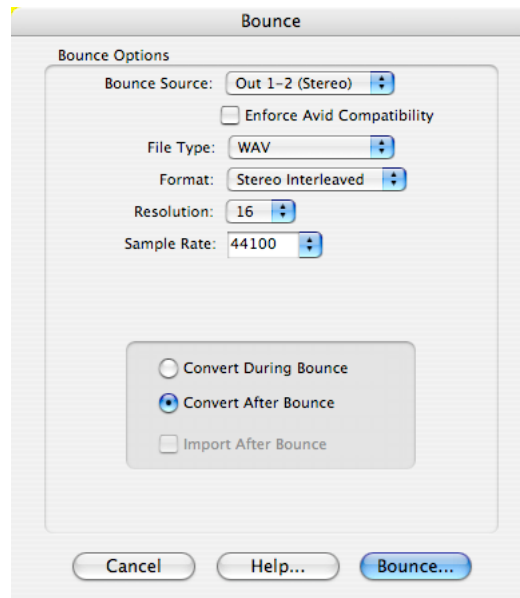 Bounce
Bounce Options
Bounce Source: Out 1-2 (Stereo)
Enforce Avid Compatibility
File Type: WAV
Format: Stereo Interleaved
Resolution: 16
Sample Rate: 44100
Convert During Bounce
Convert After Bounce
Import After Bounce
Cancel Help... Bounce...